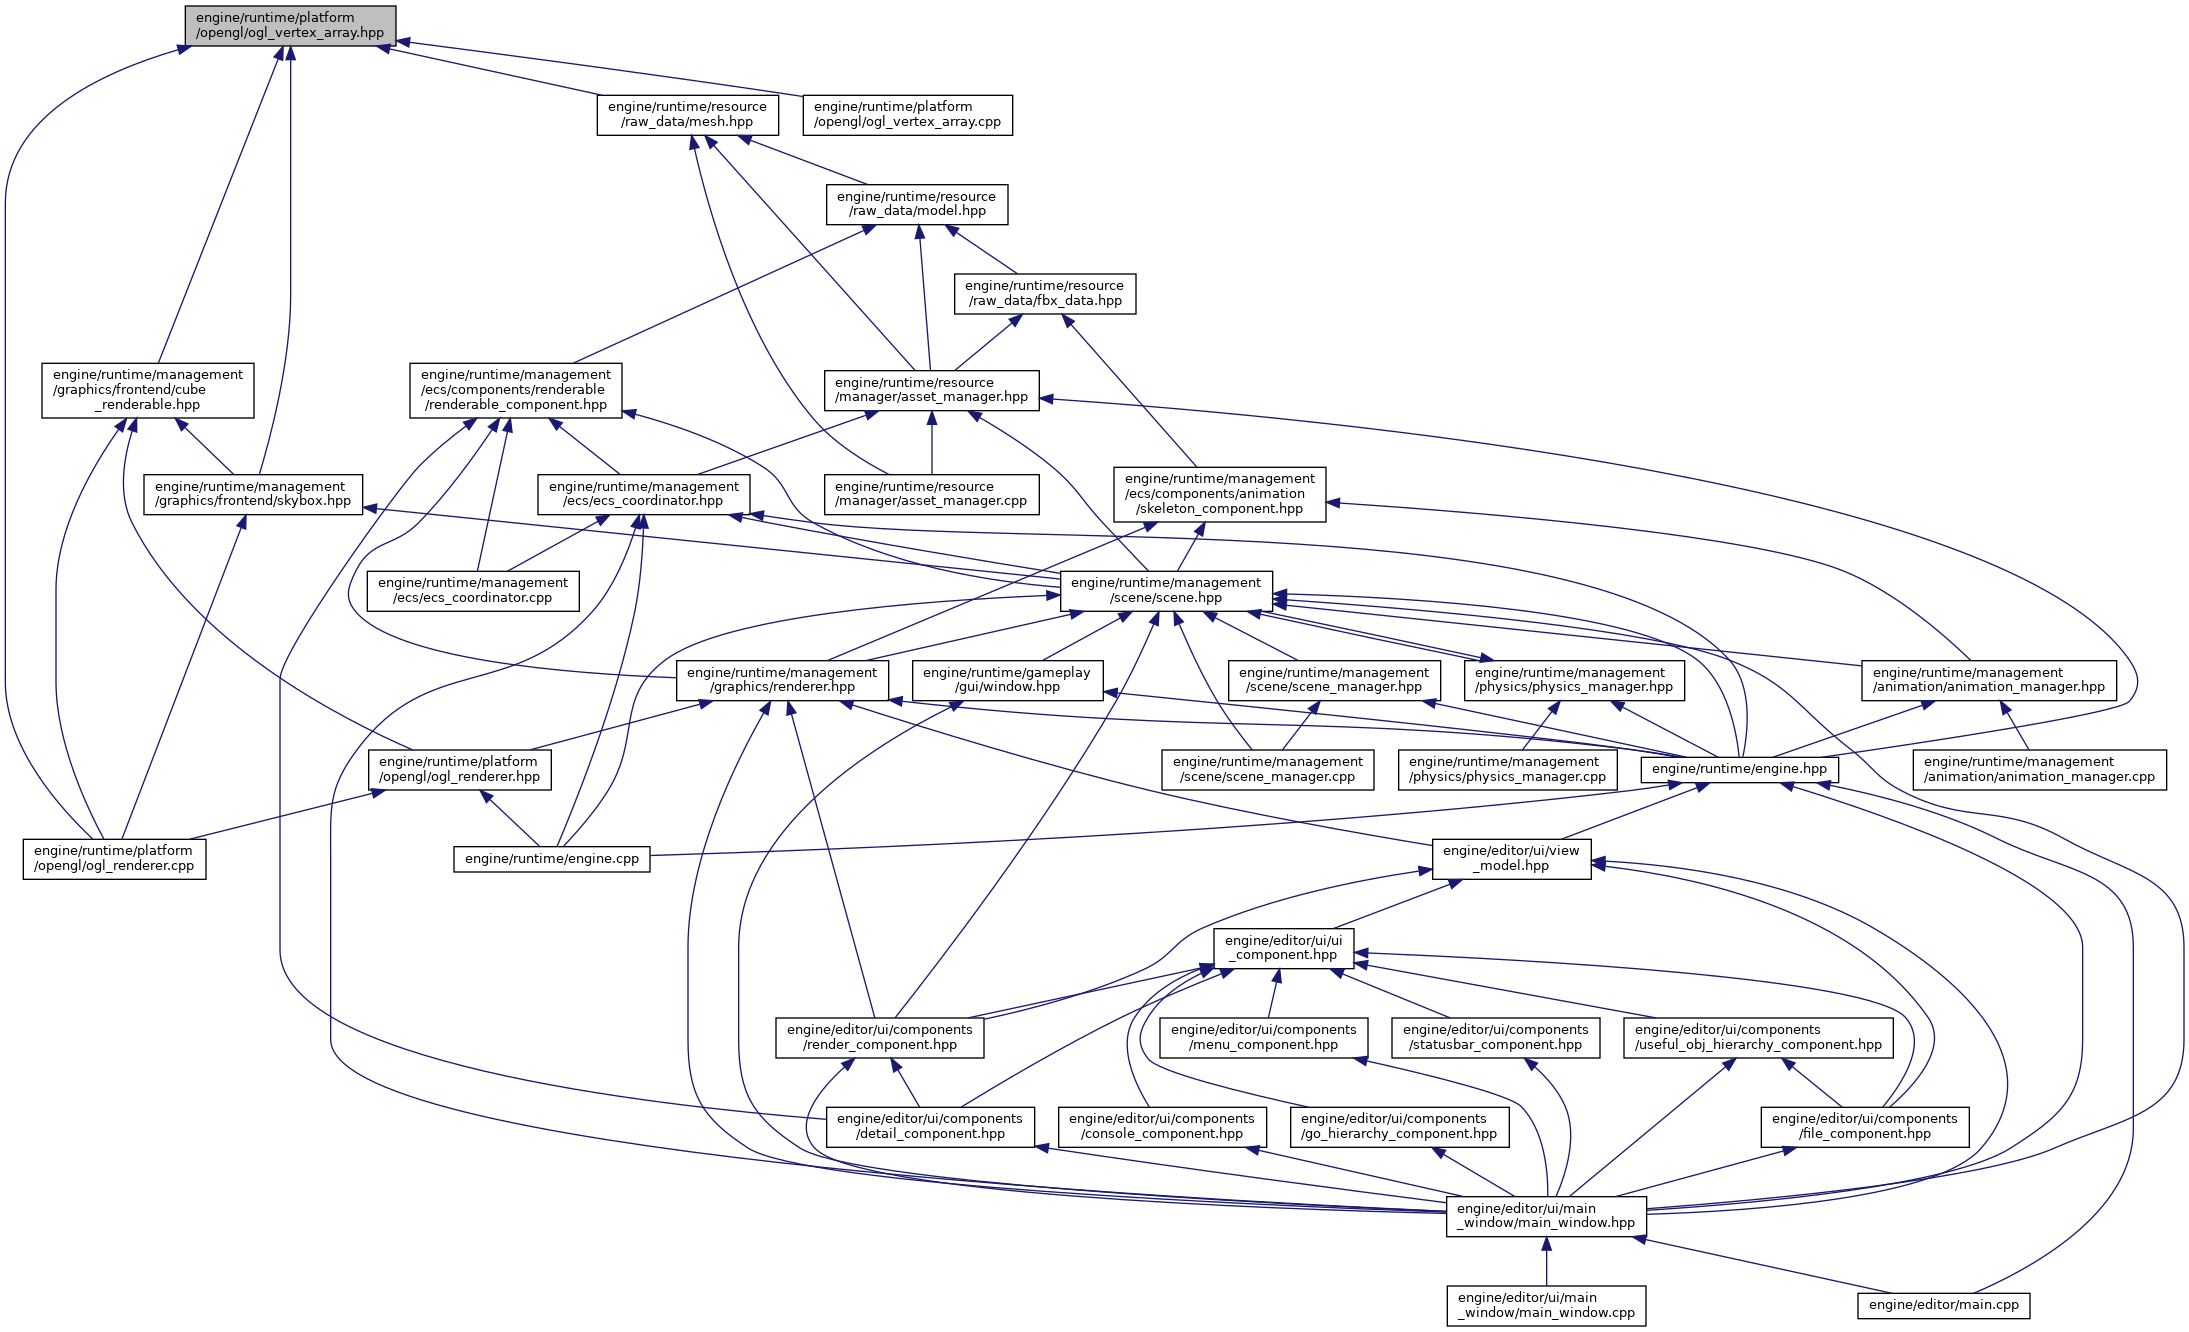 engine/runtime/platform
/opengl/ogl_vertex_array.hpp
engine/runtime/resource
/raw_data/mesh.hpp
engine/runtime/platform
/opengl/ogl_vertex_array.cpp
engine/runtime/resource
/raw_data/model.hpp
engine/runtime/resource
/raw_data/fbx_data.hpp
engine/runtime/management
/graphics/frontend/cube
_renderable.hpp
engine/runtime/management
/ecs/components/renderable
/renderable_component.hpp
engine/runtime/resource
/manager/asset_manager.hpp
engine/runtime/management
/graphics/frontend/skybox.hpp
engine/runtime/management
/ecs/ecs_coordinator.hpp
engine/runtime/resource
/manager/asset_manager.cpp
engine/runtime/management
/ecs/components/animation
/skeleton_component.hpp
engine/runtime/management
/ecs/ecs_coordinator.cpp
engine/runtime/management
/scene/scene.hpp
engine/runtime/management
/graphics/renderer.hpp
engine/runtime/gameplay
/gui/window.hpp
engine/runtime/management
/scene/scene_manager.hpp
engine/runtime/management
/physics/physics_manager.hpp
engine/runtime/management
/animation/animation_manager.hpp
engine/runtime/platform
/opengl/ogl_renderer.hpp
engine/runtime/management
/scene/scene_manager.cpp
engine/runtime/management
/physics/physics_manager.cpp
engine/runtime/engine.hpp
engine/runtime/management
/animation/animation_manager.cpp
engine/runtime/platform
/opengl/ogl_renderer.cpp
engine/runtime/engine.cpp
engine/editor/ui/view
_model.hpp
engine/editor/ui/ui
_component.hpp
engine/editor/ui/components
/render_component.hpp
engine/editor/ui/components
/menu_component.hpp
engine/editor/ui/components
/statusbar_component.hpp
engine/editor/ui/components
/useful_obj_hierarchy_component.hpp
engine/editor/ui/components
/detail_component.hpp
engine/editor/ui/components
/console_component.hpp
engine/editor/ui/components
/go_hierarchy_component.hpp
engine/editor/ui/components
/file_component.hpp
engine/editor/ui/main
_window/main_window.hpp
engine/editor/ui/main
_window/main_window.cpp
engine/editor/main.cpp